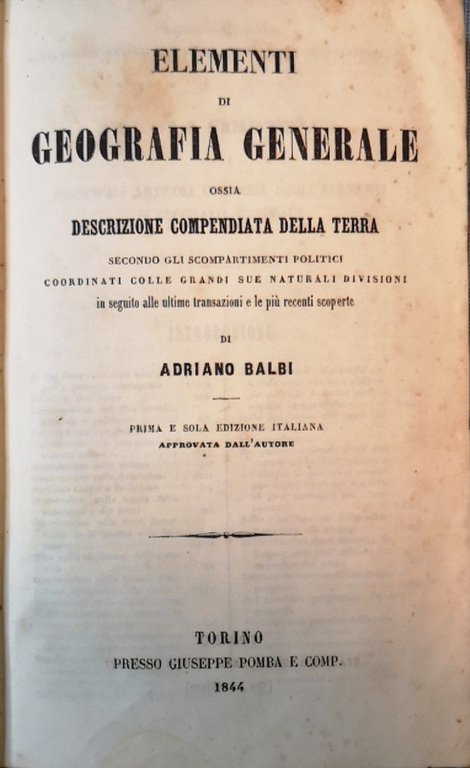 ELEMENTI
DI
GEOGRAFIA GENERALE
OSSIA
DESCRIZIONE COMPENDIATA DELLA TERRA
SECONDO GLI SCOMPARTIMENTI POLITICI
COORDINATI COLLE GRANDI SUE NATURALI DIVISIONI
in seguito alle ultime transazioni e le più recenti scoperte
DI
ADRIANO BALBI
PRIMA E SOLA EDIZIONE ITALIANA
APPROVATA DALL'AUTORE
TORINO
PRESSO GIUSEPPE POMBA E COMP.
1844